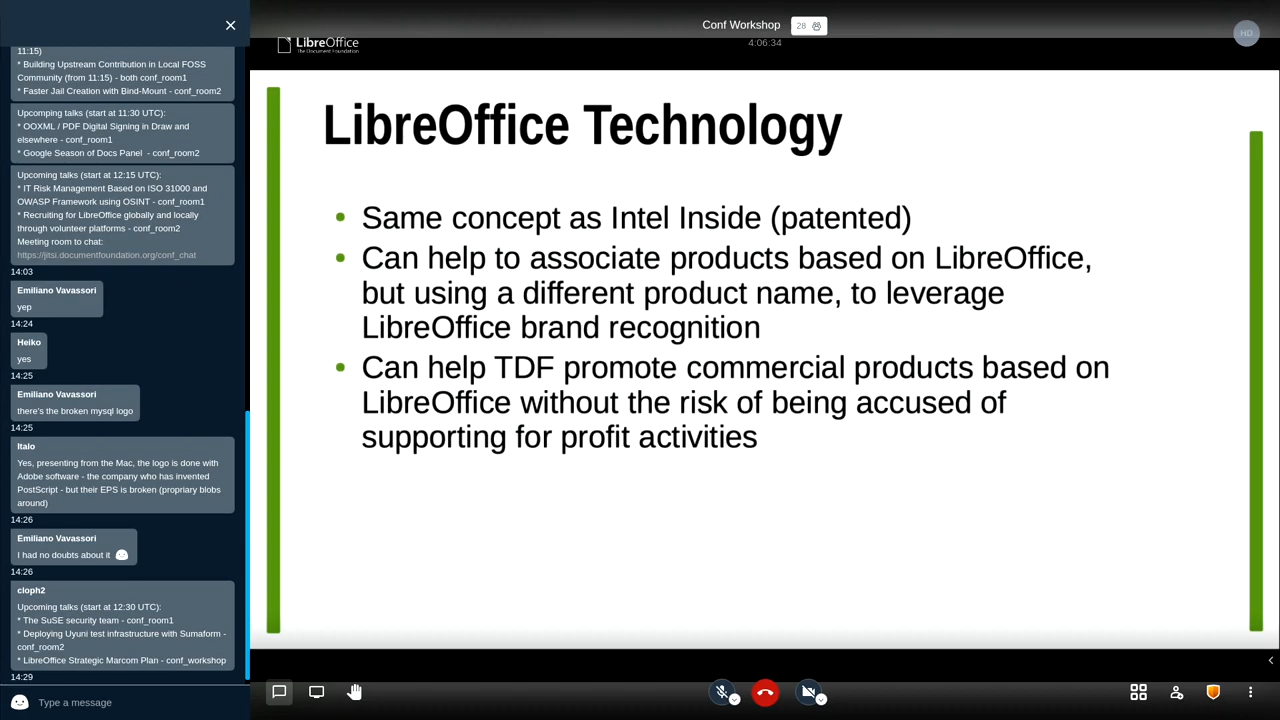 11:15)
* Building Upstream Contribution in Local FOSS
Community (from 11:15) - both conf_room1
* Faster Jail Creation with Bind-Mount - conf_room2
Upcomping talks (start at 11:30 UTC):
* OOXML / PDF Digital Signing in Draw and
elsewhere - conf_room1
* Google Season of Docs Panel - conf_room2
Upcoming talks (start at 12:15 UTC):
* IT Risk Management Based on ISO 31000 and
OWASP Framework using OSINT - conf_room1
* Recruiting for LibreOffice globally and locally
through volunteer platforms - conf_room2
Meeting room to chat:
https://jitsi.documentfoundation.org/conf_chat
14:03
Emiliano Vavassori
yep
14:24
Heiko
yes
14:25
Emiliano Vavassori
there's the broken mysql logo
14:25
Italo
Yes, presenting from the Mac, the logo is done with
Adobe software - the company who has invented
PostScript - but their EPS is broken (propriary blobs
around)
14:26
Emiliano Vavassori
I had no doubts about it
14:26
cloph2
Upcoming talks (start at 12:30 UTC):
* The SuSE security team - conf_room1
* Deploying Uyuni test infrastructure with Sumaform -
conf_room2
* LibreOffice Strategic Marcom Plan - conf_workshop
14:29
Type a message
Conf Workshop 28
4:06:34
HD
LibreOffice
The Document Foundation
LibreOffice Technology
• Same concept as Intel Inside (patented)
• Can help to associate products based on LibreOffice,
but using a different product name, to leverage
LibreOffice brand recognition
• Can help TDF promote commercial products based on
LibreOffice without the risk of being accused of
supporting for profit activities